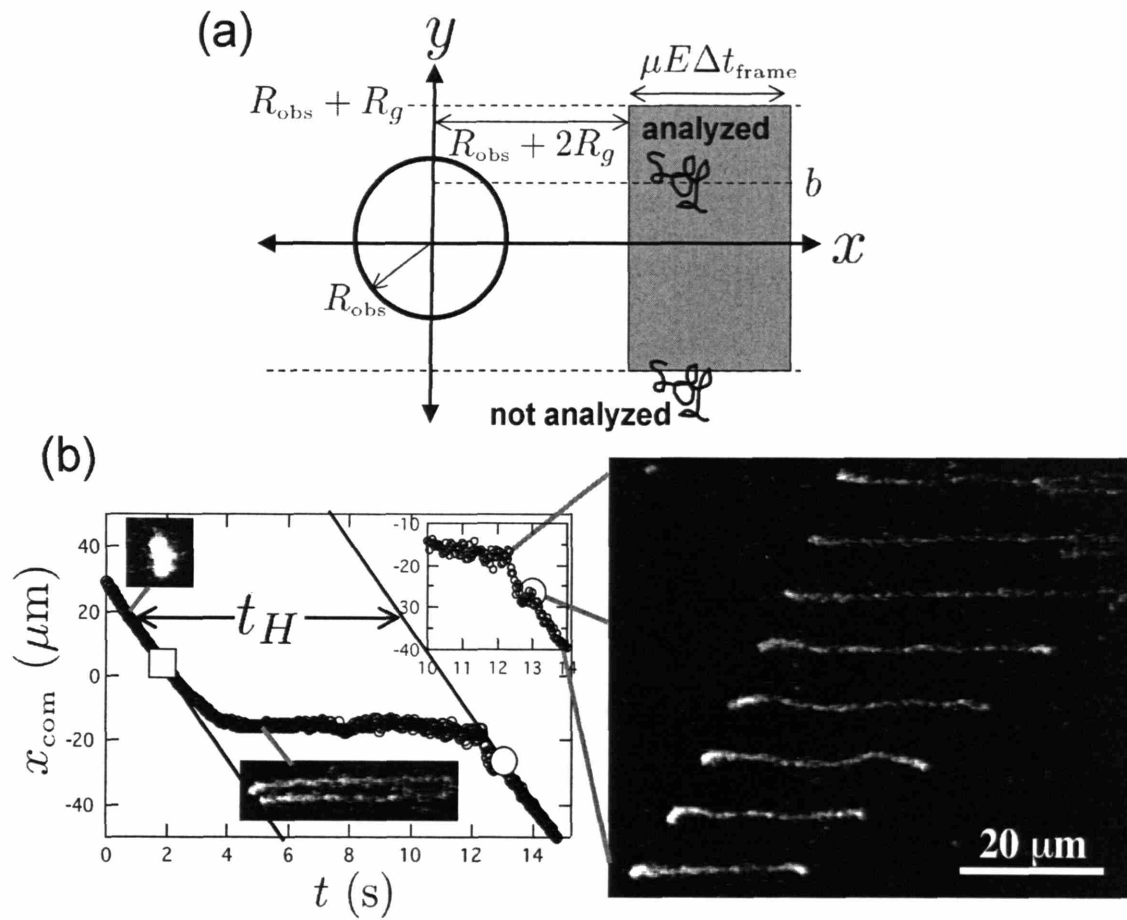 (a)
y
μEΔt_frame
R_obs + R_g
analyzed
R_obs + 2R_g
b
x
R_obs
not analyzed
(b)
40
20
0
-20
-40
x_com (μm)
t_H
-10
-20
-30
-40
10 11 12 13 14
0 2 4 6 8 10 12 14
t (s)
20 μm